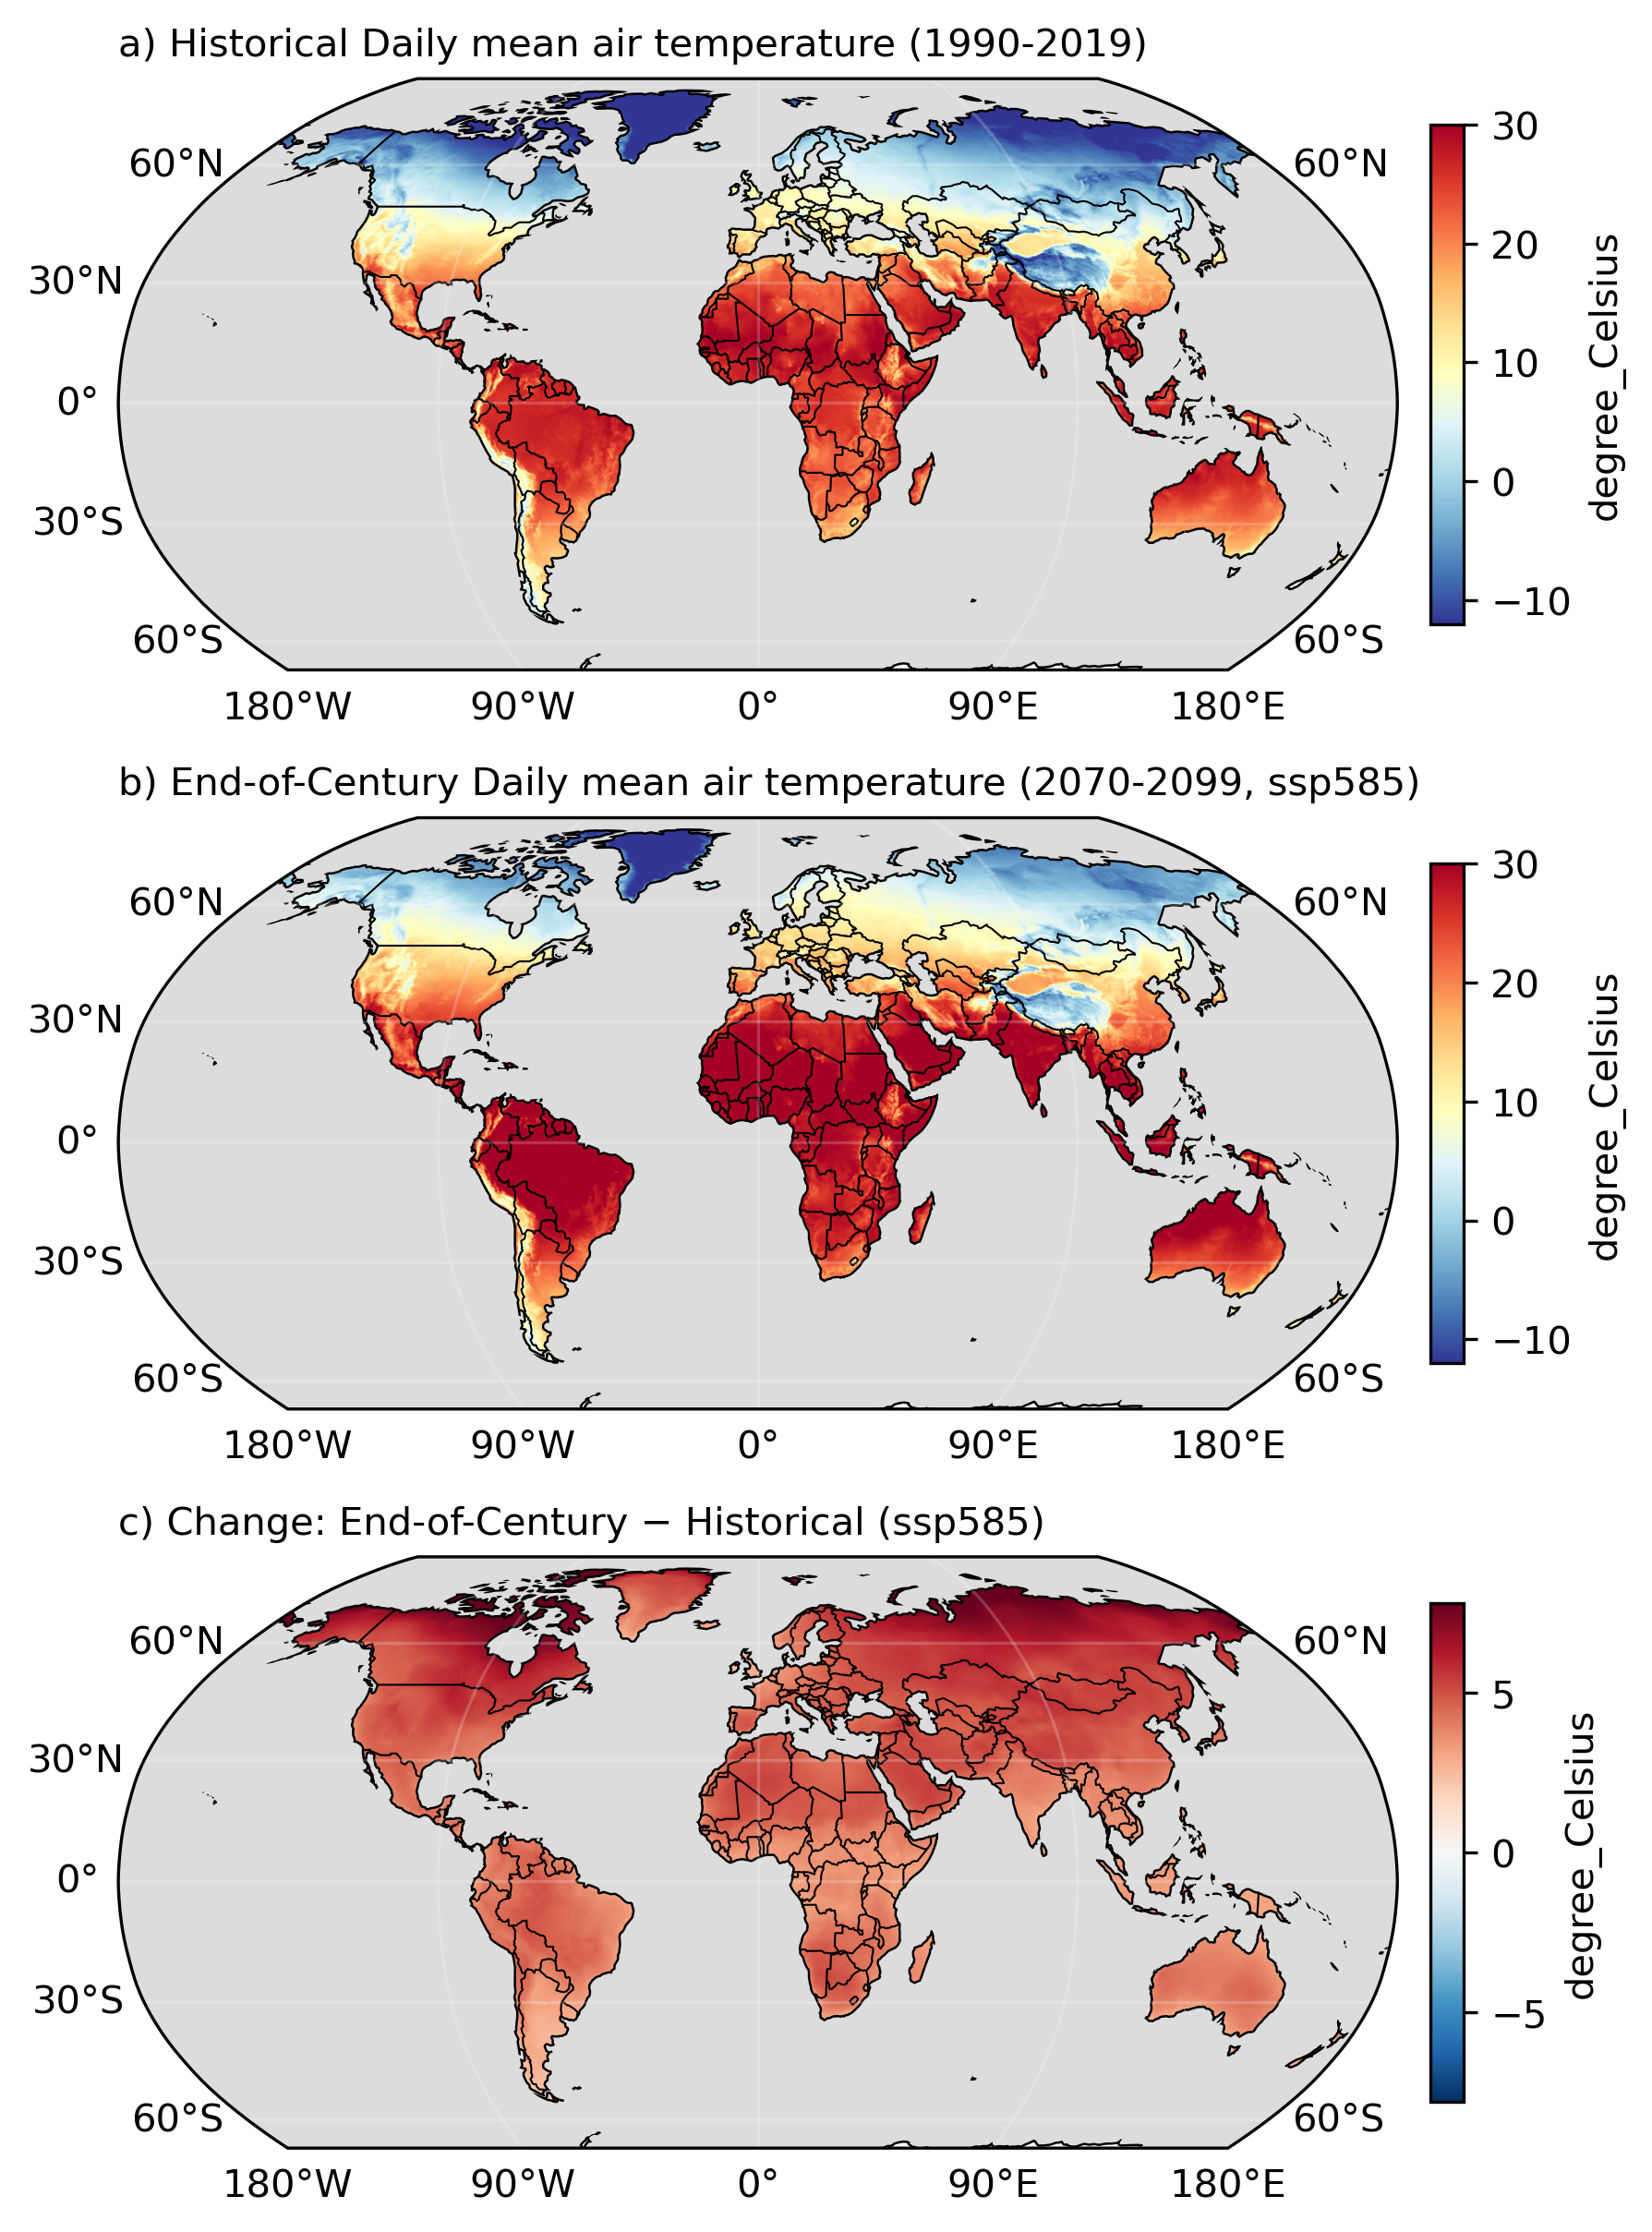 a) Historical Daily mean air temperature (1990-2019)
60°N
60°N
30°N
0°
30°S
60°S
60°S
180°W 90°W 0° 90°E 180°E
30
20
10
0
−10
degree_Celsius
b) End-of-Century Daily mean air temperature (2070-2099, ssp585)
60°N
60°N
30°N
0°
30°S
60°S
60°S
180°W 90°W 0° 90°E 180°E
30
20
10
0
−10
degree_Celsius
c) Change: End-of-Century − Historical (ssp585)
60°N
60°N
30°N
0°
30°S
60°S
60°S
180°W 90°W 0° 90°E 180°E
5
0
−5
degree_Celsius